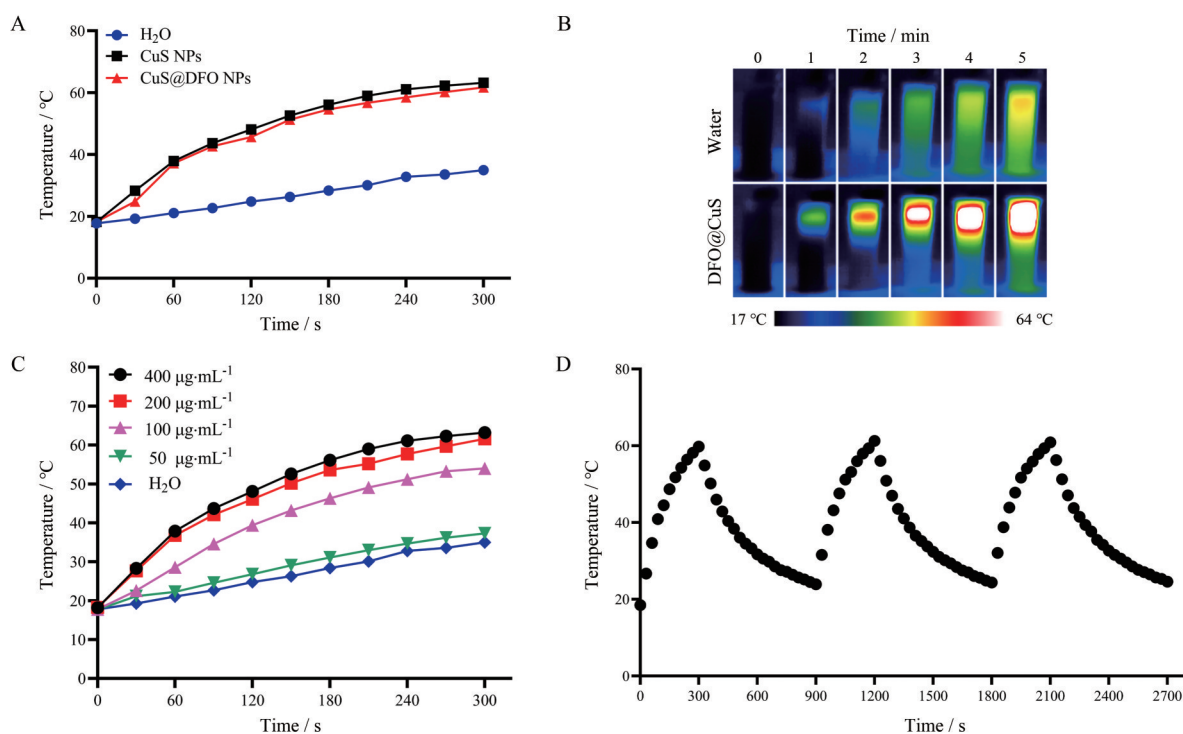 A
H₂O
CuS NPs
CuS@DFO NPs
Temperature / °C
80
60
40
20
0
0 60 120 180 240 300
Time / s
B
Time / min
0 1 2 3 4 5
Water
DFO@CuS
17 °C 64 °C
C
400 μg·mL⁻¹
200 μg·mL⁻¹
100 μg·mL⁻¹
50 μg·mL⁻¹
H₂O
Temperature / °C
80
70
60
50
40
30
20
10
0
0 60 120 180 240 300
Time / s
D
Temperature / °C
80
60
40
20
0
0 300 600 900 1200 1500 1800 2100 2400 2700
Time / s